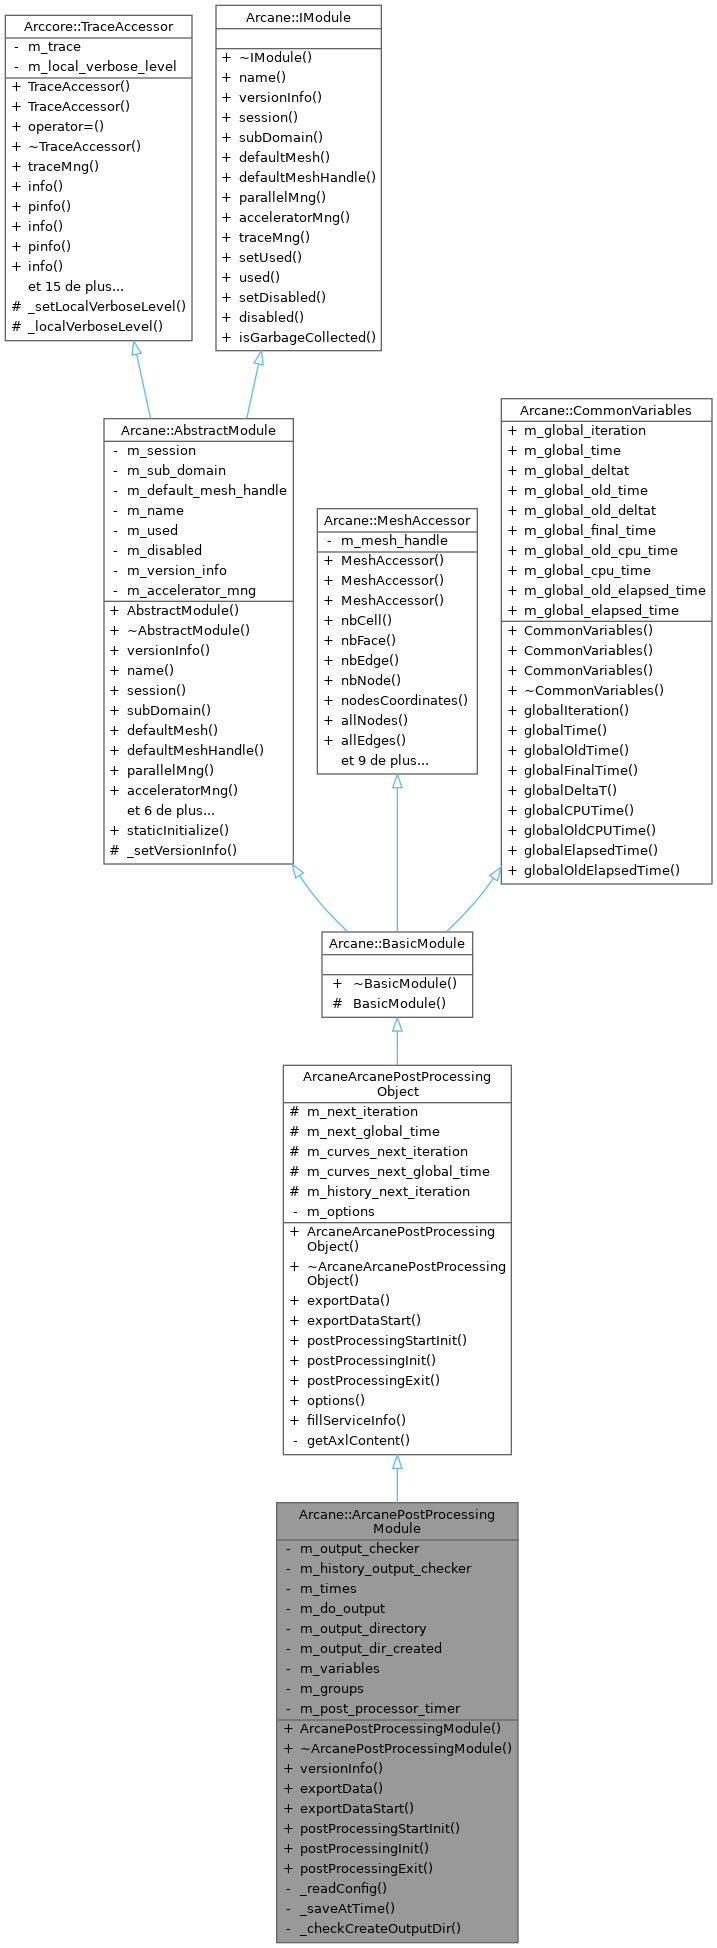 Arccore::TraceAccessor
- m_trace
- m_local_verbose_level
+ TraceAccessor()
+ TraceAccessor()
+ operator=()
+ ~TraceAccessor()
+ traceMng()
+ info()
+ pinfo()
+ info()
+ pinfo()
+ info()
et 15 de plus...
# _setLocalVerboseLevel()
# _localVerboseLevel()
Arcane::IModule
+ ~IModule()
+ name()
+ versionInfo()
+ session()
+ subDomain()
+ defaultMesh()
+ defaultMeshHandle()
+ parallelMng()
+ acceleratorMng()
+ traceMng()
+ setUsed()
+ used()
+ setDisabled()
+ disabled()
+ isGarbageCollected()
Arcane::AbstractModule
- m_session
- m_sub_domain
- m_default_mesh_handle
- m_name
- m_used
- m_disabled
- m_version_info
- m_accelerator_mng
+ AbstractModule()
+ ~AbstractModule()
+ versionInfo()
+ name()
+ session()
+ subDomain()
+ defaultMesh()
+ defaultMeshHandle()
+ parallelMng()
+ acceleratorMng()
et 6 de plus...
+ staticInitialize()
# _setVersionInfo()
Arcane::MeshAccessor
- m_mesh_handle
+ MeshAccessor()
+ MeshAccessor()
+ MeshAccessor()
+ nbCell()
+ nbFace()
+ nbEdge()
+ nbNode()
+ nodesCoordinates()
+ allNodes()
+ allEdges()
et 9 de plus...
Arcane::CommonVariables
+ m_global_iteration
+ m_global_time
+ m_global_deltat
+ m_global_old_time
+ m_global_old_deltat
+ m_global_final_time
+ m_global_old_cpu_time
+ m_global_cpu_time
+ m_global_old_elapsed_time
+ m_global_elapsed_time
+ CommonVariables()
+ CommonVariables()
+ CommonVariables()
+ ~CommonVariables()
+ globalIteration()
+ globalTime()
+ globalOldTime()
+ globalFinalTime()
+ globalDeltaT()
+ globalCPUTime()
+ globalOldCPUTime()
+ globalElapsedTime()
+ globalOldElapsedTime()
Arcane::BasicModule
+ ~BasicModule()
# BasicModule()
ArcaneArcanePostProcessing
Object
# m_next_iteration
# m_next_global_time
# m_curves_next_iteration
# m_curves_next_global_time
# m_history_next_iteration
- m_options
+ ArcaneArcanePostProcessing
Object()
+ ~ArcaneArcanePostProcessing
Object()
+ exportData()
+ exportDataStart()
+ postProcessingStartInit()
+ postProcessingInit()
+ postProcessingExit()
+ options()
+ fillServiceInfo()
- getAxlContent()
Arcane::ArcanePostProcessing
Module
- m_output_checker
- m_history_output_checker
- m_times
- m_do_output
- m_output_directory
- m_output_dir_created
- m_variables
- m_groups
- m_post_processor_timer
+ ArcanePostProcessingModule()
+ ~ArcanePostProcessingModule()
+ versionInfo()
+ exportData()
+ exportDataStart()
+ postProcessingStartInit()
+ postProcessingInit()
+ postProcessingExit()
- _readConfig()
- _saveAtTime()
- _checkCreateOutputDir()